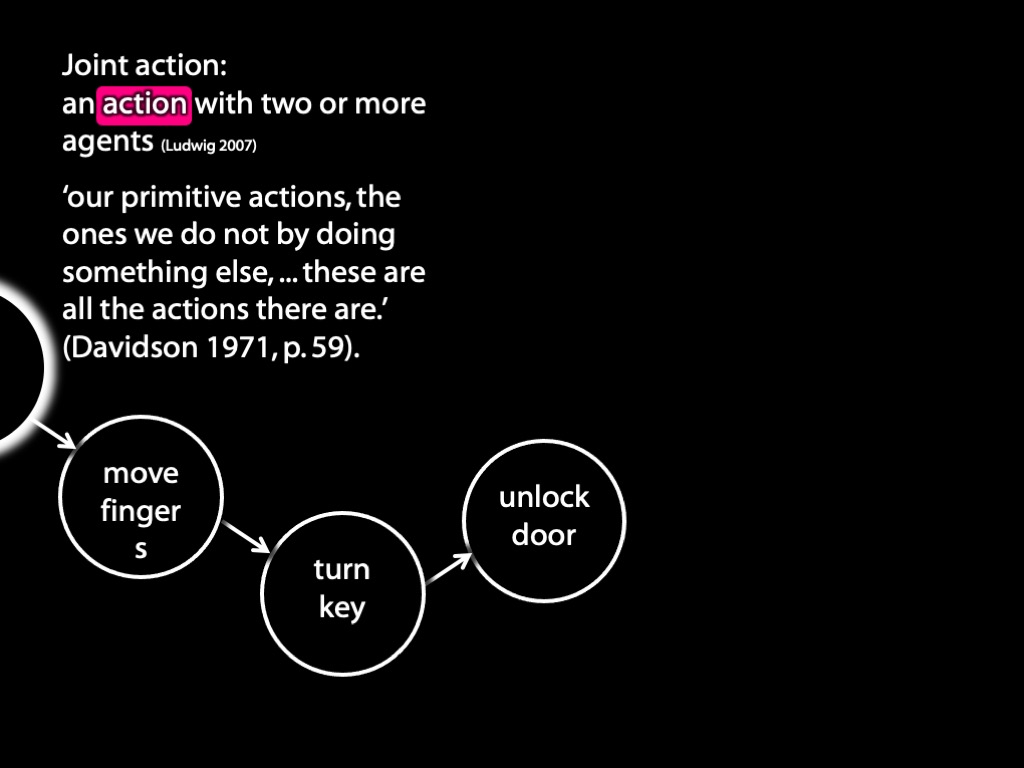 Joint action:
an action with two or more
agents (Ludwig 2007)
‘our primitive actions, the
ones we do not by doing
something else, ... these are
all the actions there are.’
(Davidson 1971, p. 59).
move
finger
s
turn
key
unlock
door